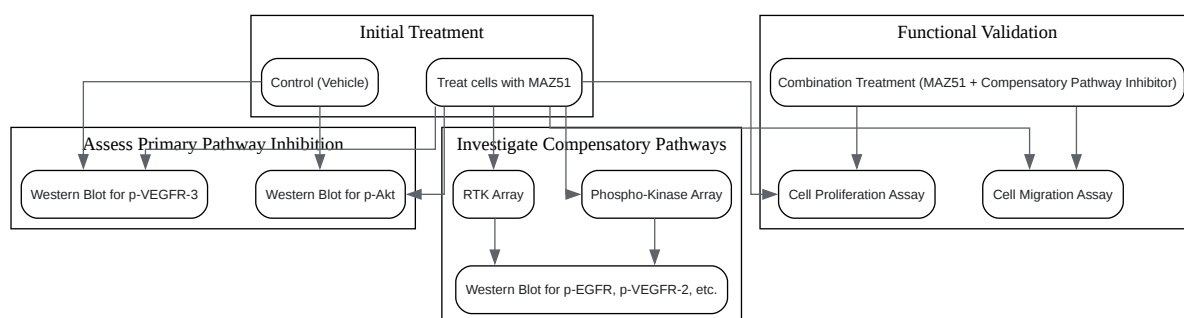 Initial Treatment
Control (Vehicle)
Treat cells with MAZ51
Functional Validation
Combination Treatment (MAZ51 + Compensatory Pathway Inhibitor)
Assess Primary Pathway Inhibition
Western Blot for p-VEGFR-3
Western Blot for p-Akt
Investigate Compensatory Pathways
RTK Array
Phospho-Kinase Array
Western Blot for p-EGFR, p-VEGFR-2, etc.
Cell Proliferation Assay
Cell Migration Assay